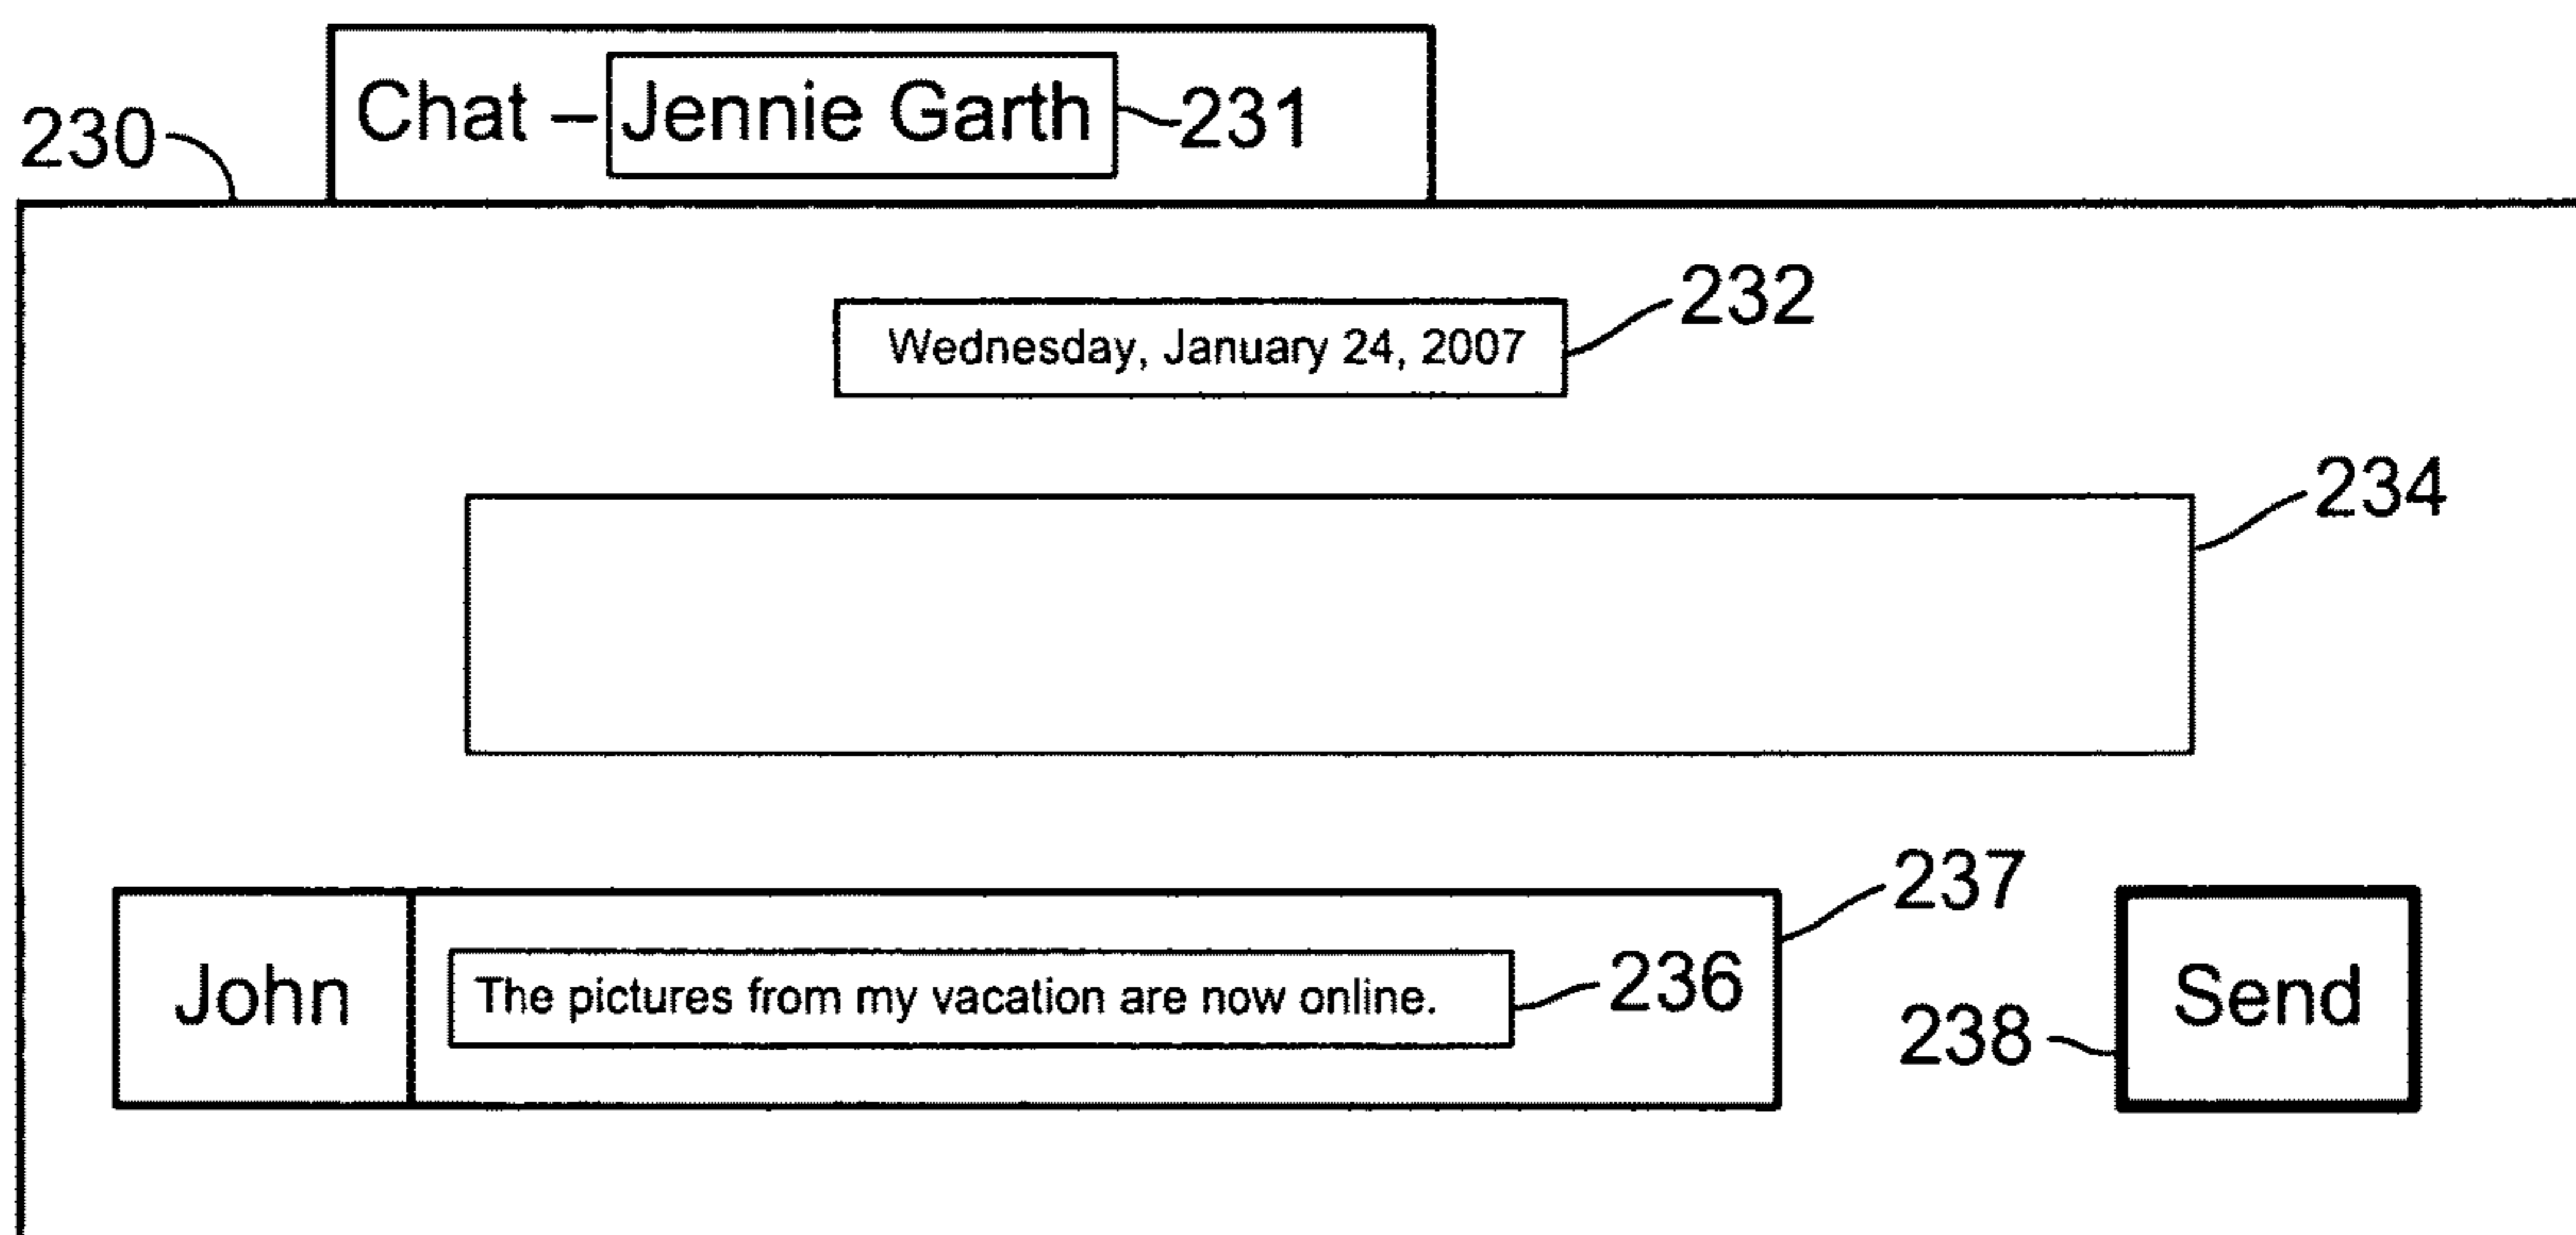 Chat – Jennie Garth 231
230
Wednesday, January 24, 2007 232
234
237
John The pictures from my vacation are now online. 236 Send
238